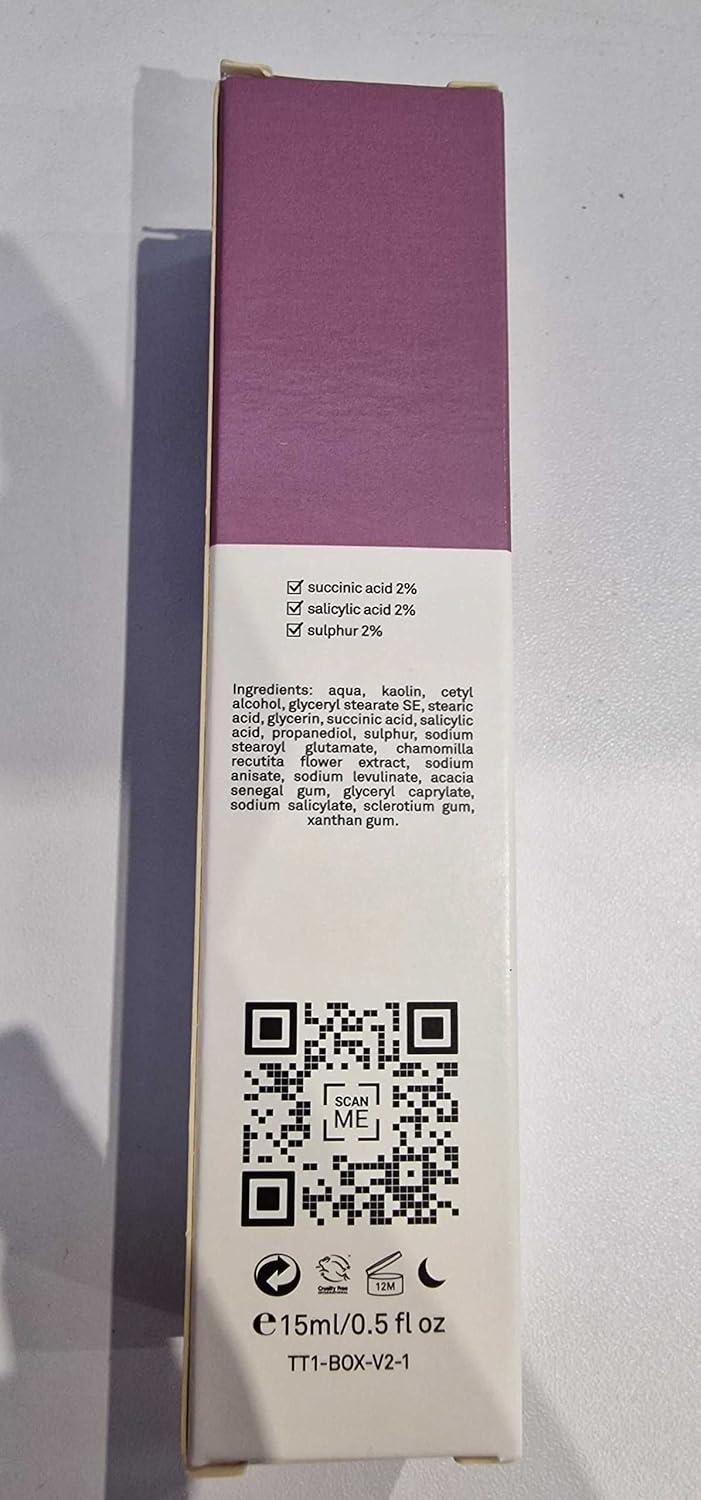 succinic acid 2%
salicylic acid 2%
sulphur 2%
Ingredients: aqua, kaolin, cetyl
alcohol, glyceryl stearate SE, stearic
acid, glycerin, succinic acid, salicylic
acid, propanediol, sulphur, sodium
stearoyl glutamate, chamomilla
recutita flower extract, sodium
anisate, sodium levulinate, acacia
senegal gum, glyceryl caprylate,
sodium salicylate, sclerotium gum,
xanthan gum.
SCAN
ME
Cruelty Free
12M
e15ml/0.5 fl oz
TT1-BOX-V2-1